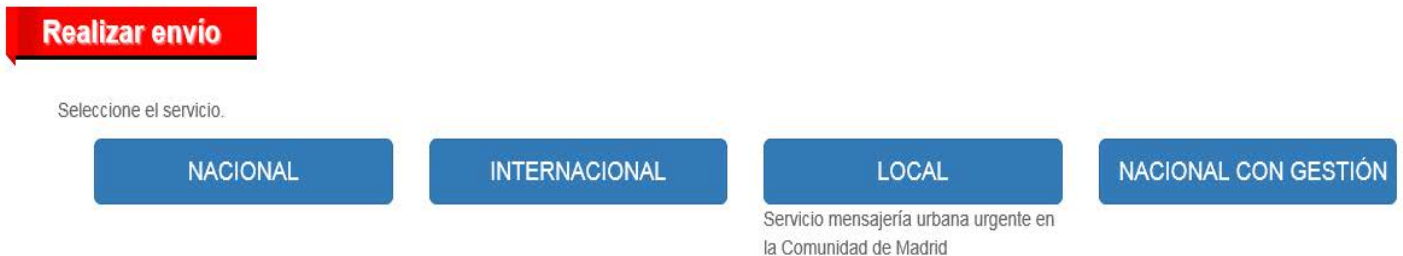 Realizar envío
Seleccione el servicio.
NACIONAL
INTERNACIONAL
LOCAL
NACIONAL CON GESTIÓN
Servicio mensajería urbana urgente en
la Comunidad de Madrid